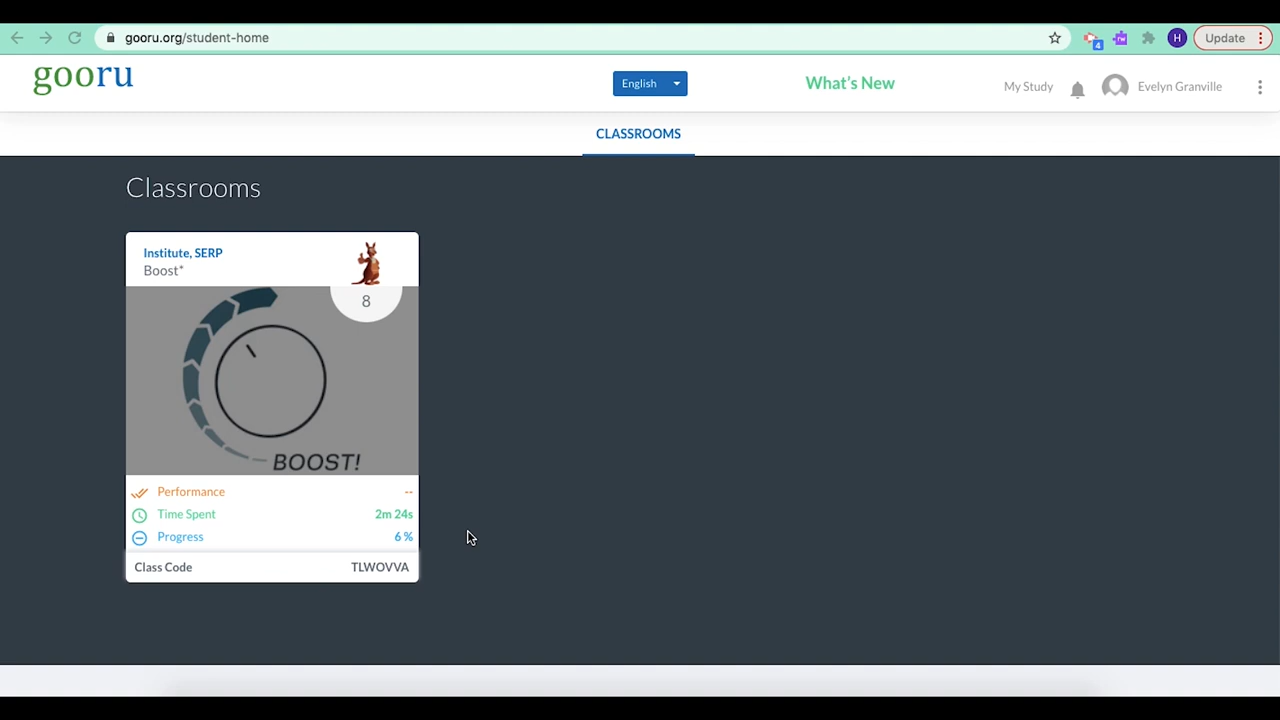 gooru.org/student-home
4
H
Update
gooru
English
What's New
My Study
Evelyn Granville
CLASSROOMS
Classrooms
Institute, SERP
Boost*
8
BOOST!
Performance --
Time Spent 2m 24s
Progress 6 %
Class Code TLWOVVA